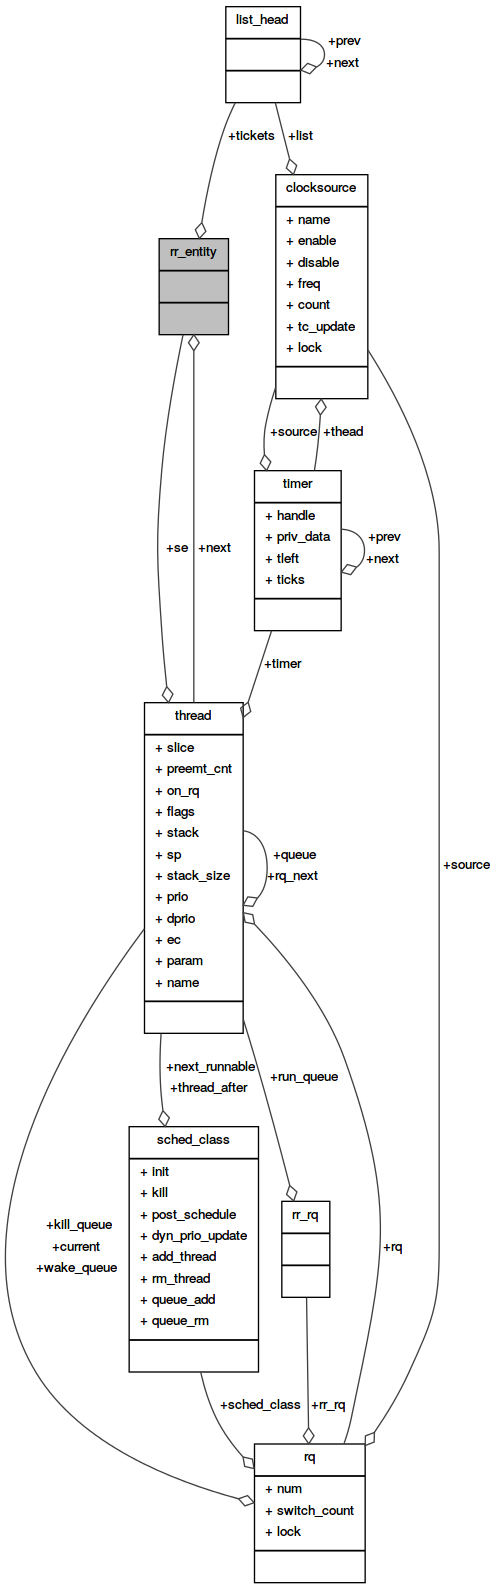 list_head
+prev
+next
+tickets
+list
clocksource
+ name
+ enable
+ disable
+ freq
+ count
+ tc_update
+ lock
rr_entity
+source
+thead
timer
+ handle
+ priv_data
+ tleft
+ ticks
+prev
+next
+se
+next
+timer
thread
+ slice
+ preemt_cnt
+ on_rq
+ flags
+ stack
+ sp
+ stack_size
+ prio
+ dprio
+ ec
+ param
+ name
+queue
+rq_next
+source
+next_runnable
+thread_after
+run_queue
sched_class
+ init
+ kill
+ post_schedule
+ dyn_prio_update
+ add_thread
+ rm_thread
+ queue_add
+ queue_rm
rr_rq
+kill_queue
+current
+wake_queue
+rq
+sched_class
+rr_rq
rq
+ num
+ switch_count
+ lock